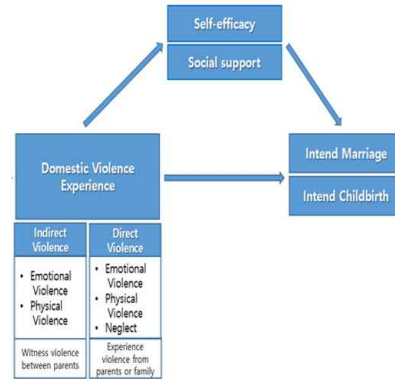 Self-efficacy
Social support
Domestic Violence
Experience
Intend Marriage
Intend Childbirth
Indirect
Violence
• Emotional
Violence
• Physical
Violence
Witness violence
between parents
Direct
Violence
• Emotional
Violence
• Physical
Violence
• Neglect
Experience
violence from
parents or family